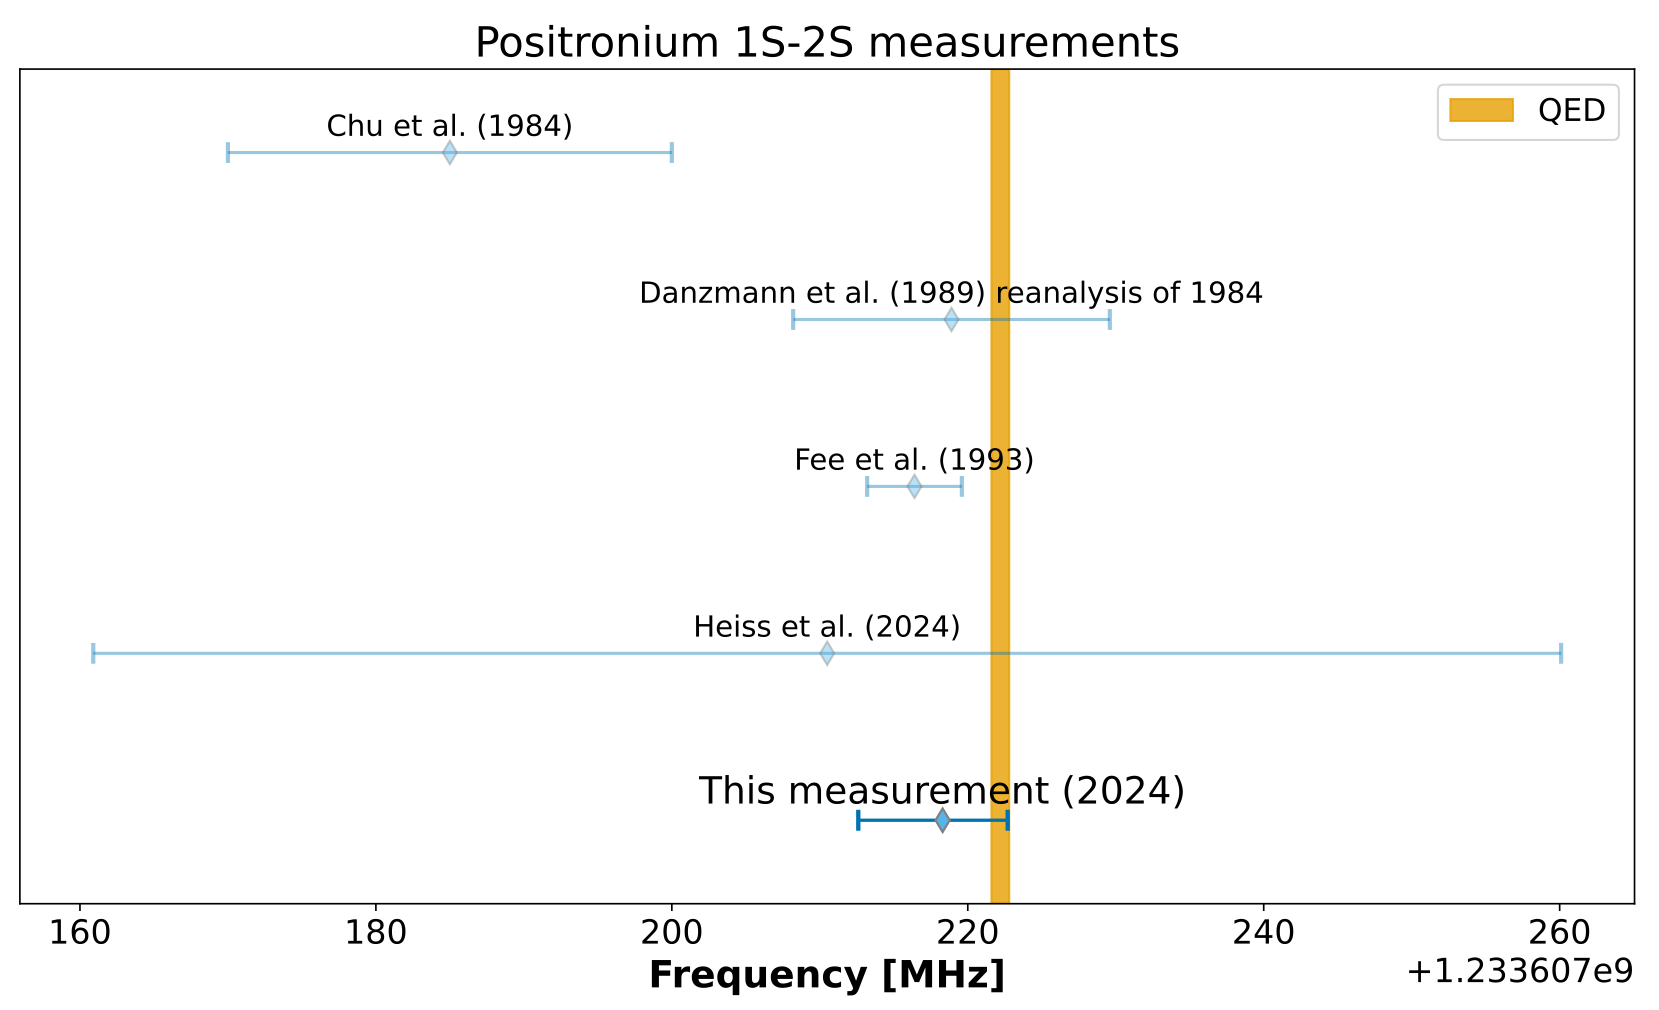 Positronium 1S-2S measurements
QED
Chu et al. (1984)
Danzmann et al. (1989) reanalysis of 1984
Fee et al. (1993)
Heiss et al. (2024)
This measurement (2024)
160 180 200 220 240 260
Frequency [MHz]
+1.233607e9